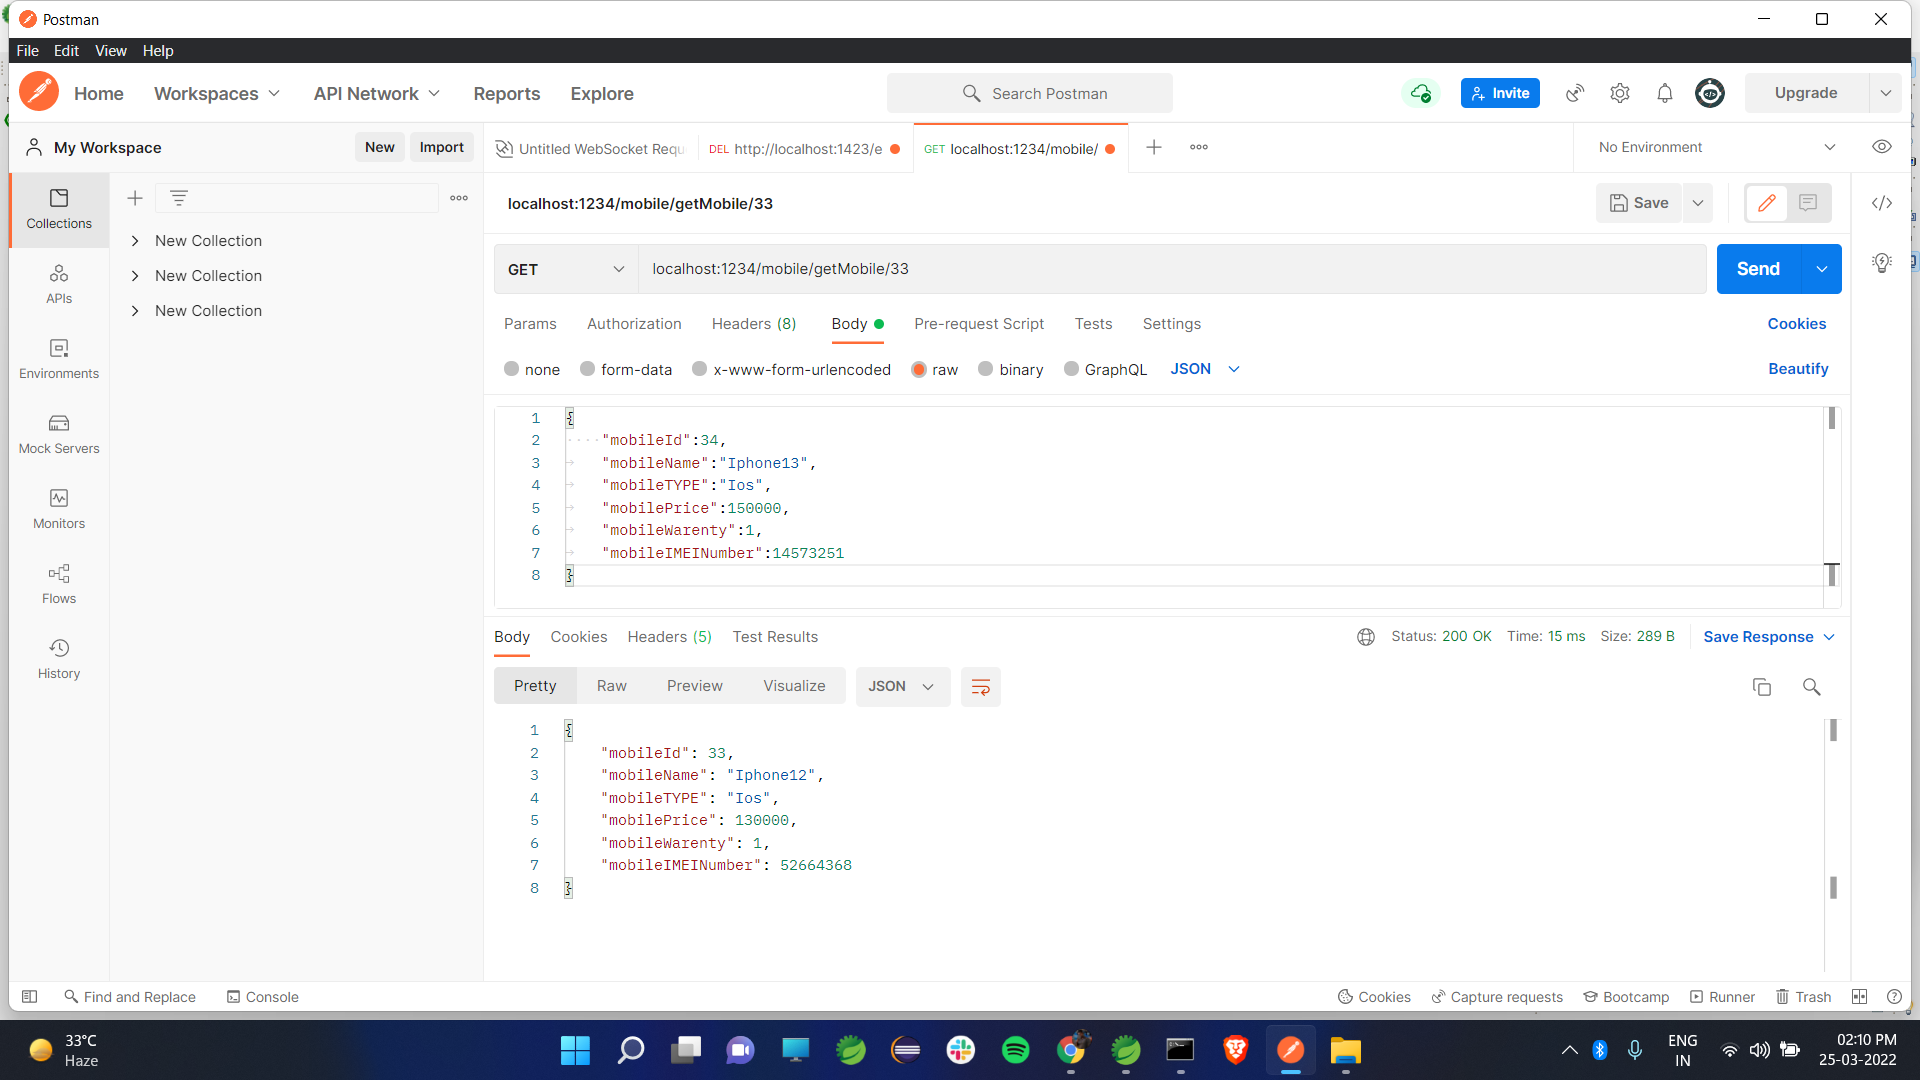 Postman
File Edit View Help
Home Workspaces API Network Reports Explore Search Postman Invite Upgrade
My Workspace New Import
Untitled WebSocket Requ DEL http://localhost:1423/e GET localhost:1234/mobile/ No Environment
Collections
APIs
Environments
Mock Servers
Monitors
Flows
History
New Collection
New Collection
New Collection
localhost:1234/mobile/getMobile/33 Save
GET localhost:1234/mobile/getMobile/33 Send
Params Authorization Headers (8) Body Pre-request Script Tests Settings Cookies
none form-data x-www-form-urlencoded raw binary GraphQL JSON Beautify
1 {
2 "mobileId":34,
3 "mobileName":"Iphone13",
4 "mobileTYPE":"Ios",
5 "mobilePrice":150000,
6 "mobileWarenty":1,
7 "mobileIMEINumber":14573251
8 }
Body Cookies Headers (5) Test Results Status: 200 OK Time: 15 ms Size: 289 B Save Response
Pretty Raw Preview Visualize JSON
1 {
2 "mobileId": 33,
3 "mobileName": "Iphone12",
4 "mobileTYPE": "Ios",
5 "mobilePrice": 130000,
6 "mobileWarenty": 1,
7 "mobileIMEINumber": 52664368
8 }
Find and Replace Console Cookies Capture requests Bootcamp Runner Trash
33°C
Haze
ENG
IN
02:10 PM
25-03-2022